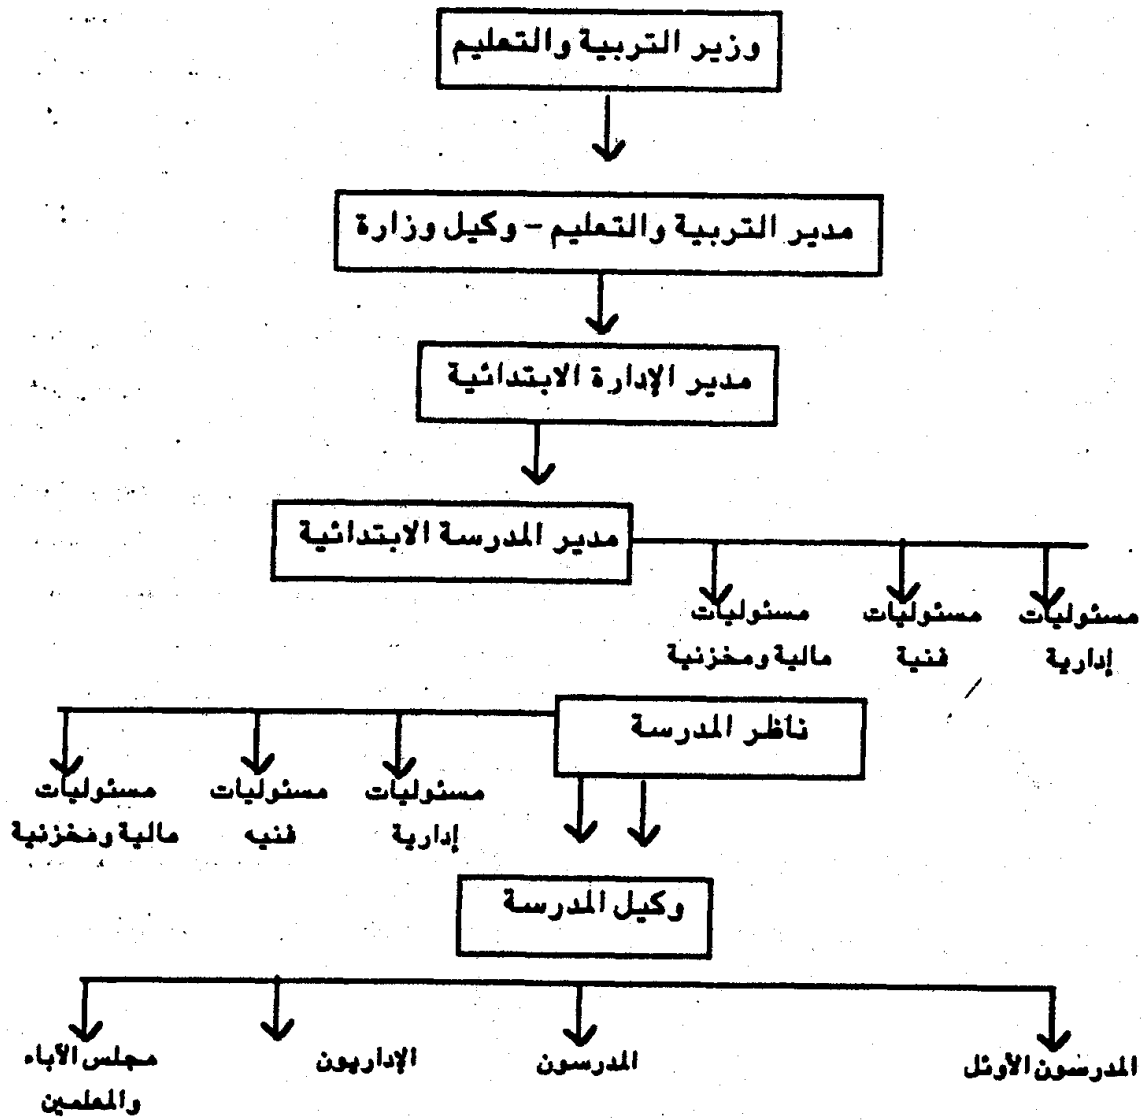 وزير التربية والتعليم
مدير التربية والتعليم - وكيل وزارة
مدير الإدارة الابتدائية
مدير المدرسة الابتدائية
مسئوليات
إدارية
مسئوليات
فنية
مسئوليات
مالية ومخزنية
ناظر المدرسة
مسئوليات
إدارية
مسئوليات
فنيه
مسئوليات
مالية ومخزنية
وكيل المدرسة
المدرسون الأوئل
المدرسون
الإداريون
مجلس الآباء
والمعلمين